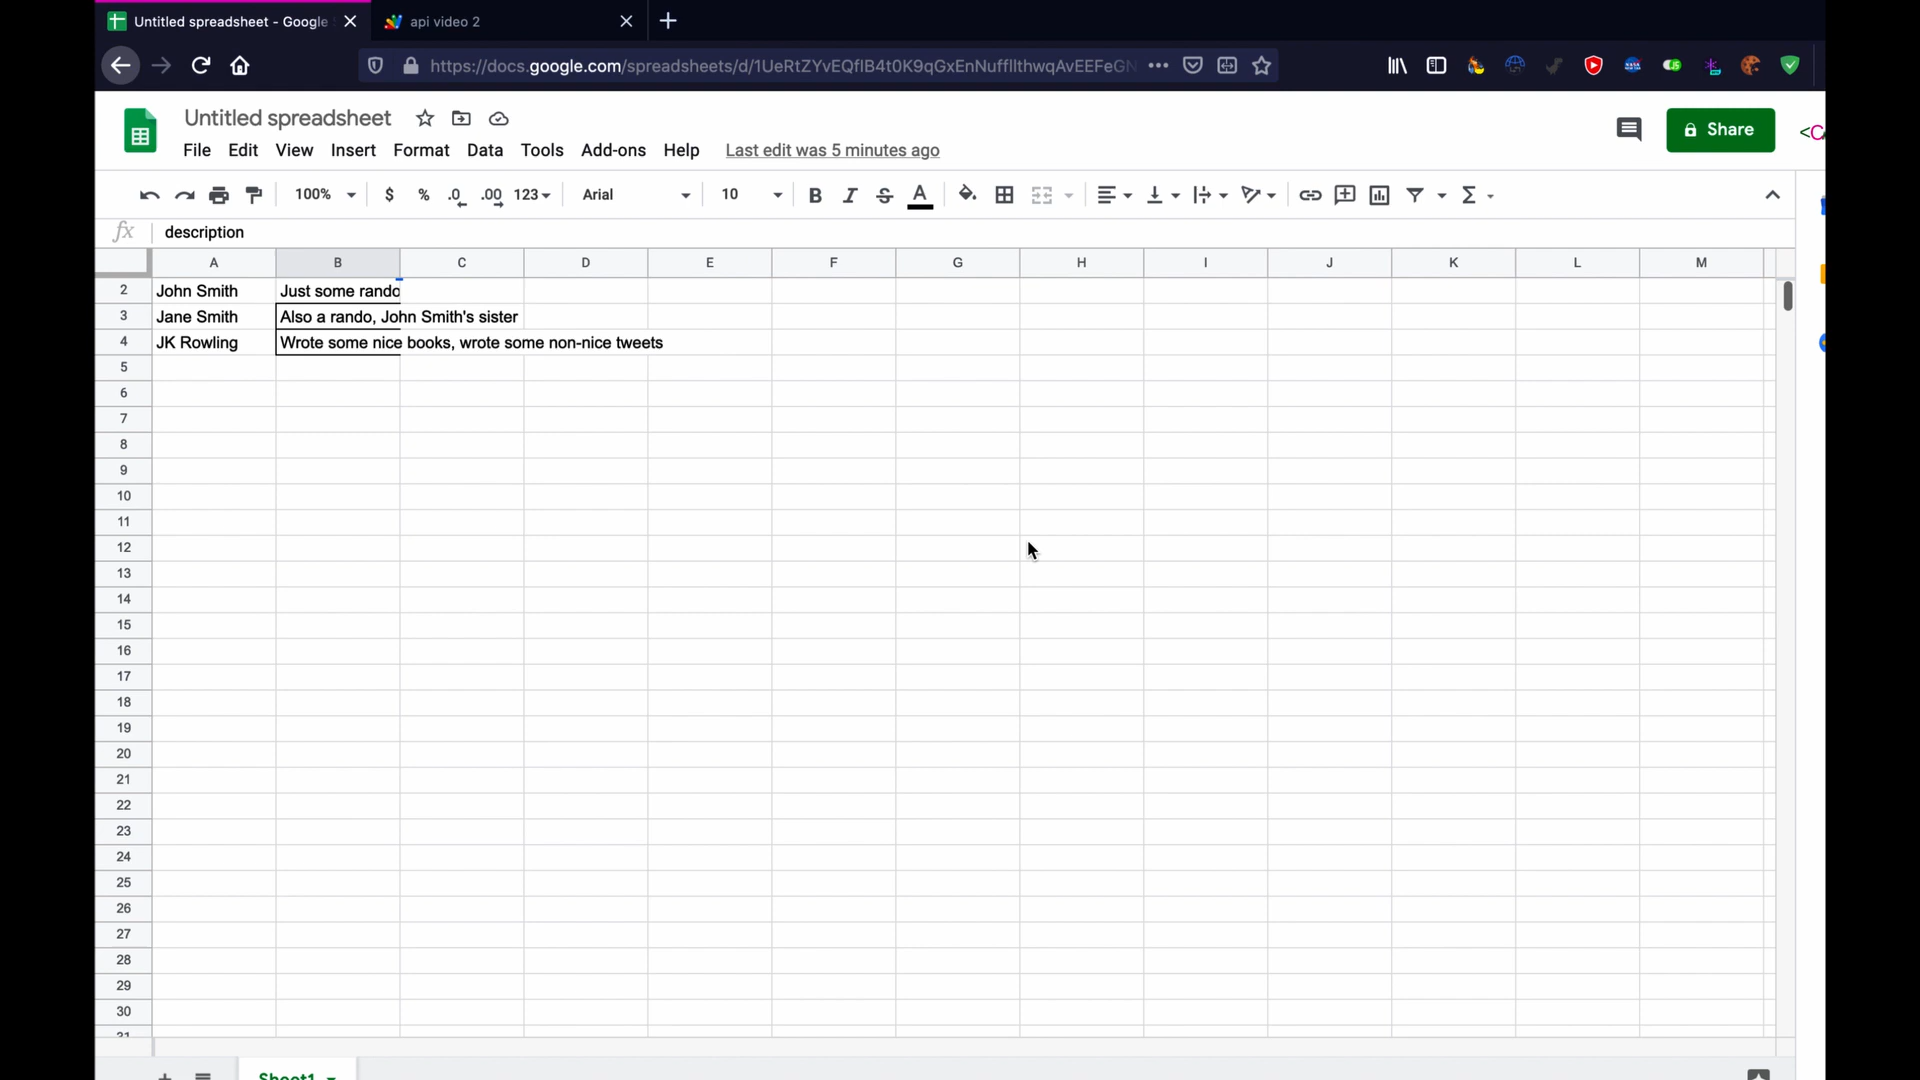 Untitled spreadsheet - Google
api video 2
https://docs.google.com/spreadsheets/d/1UeRtZYvEQflB4t0K9qGxEnNuffIlthwqAvEEFeGN
Untitled spreadsheet
Share
File Edit View Insert Format Data Tools Add-ons Help Last edit was 5 minutes ago
100% $ % .0 .00 123 Arial 10 B I S A
fx description
A B C D E F G H I J K L M
2 John Smith Just some rando
3 Jane Smith Also a rando, John Smith's sister
4 JK Rowling Wrote some nice books, wrote some non-nice tweets
5
6
7
8
9
10
11
12
13
14
15
16
17
18
19
20
21
22
23
24
25
26
27
28
29
30
31
Sheet1